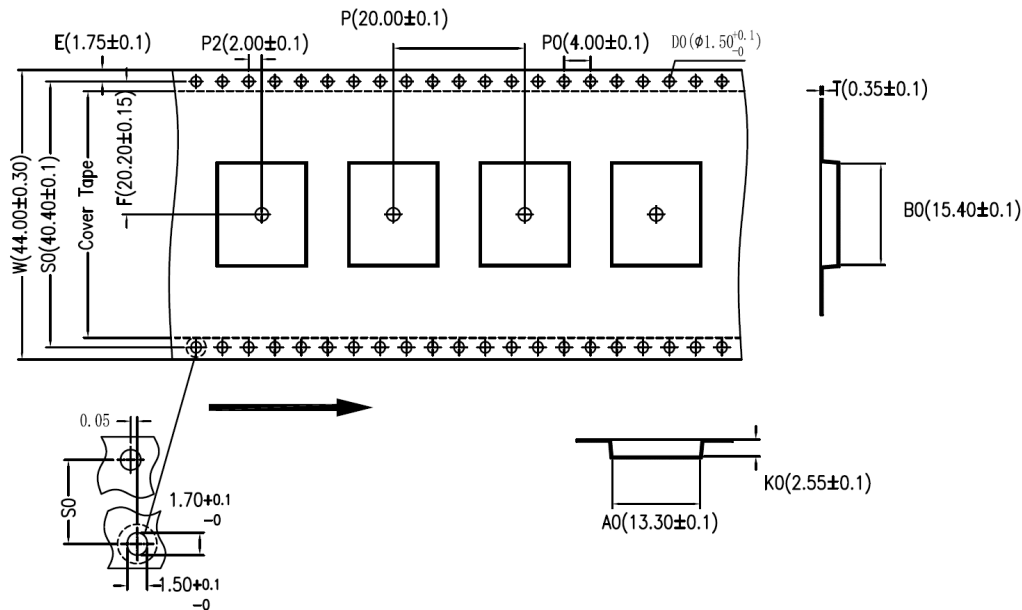 P(20.00±0.1)
E(1.75±0.1)
P2(2.00±0.1)
P0(4.00±0.1)
D0(φ1.50+0.1
-0)
T(0.35±0.1)
W(44.00±0.30)
S0(40.40±0.1)
Cover Tape
F(20.20±0.15)
B0(15.40±0.1)
0.05
S0
1.70+0.1
-0
1.50+0.1
-0
K0(2.55±0.1)
A0(13.30±0.1)